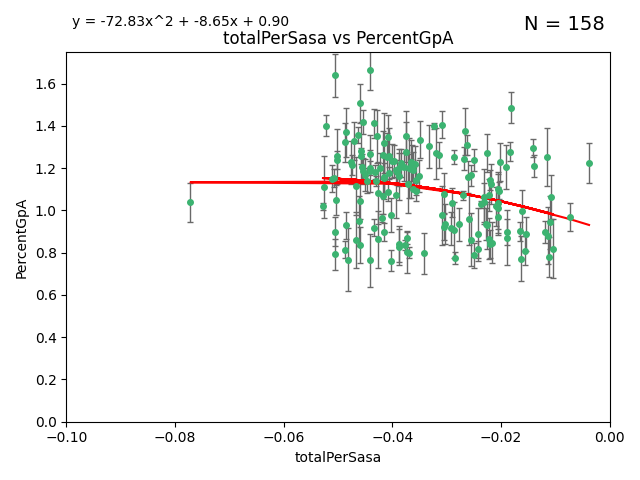 y = -72.83x^2 + -8.65x + 0.90
N = 158
totalPerSasa vs PercentGpA
PercentGpA
1.6
1.4
1.2
1.0
0.8
0.6
0.4
0.2
0.0
−0.10 −0.08 −0.06 −0.04 −0.02 0.00
totalPerSasa